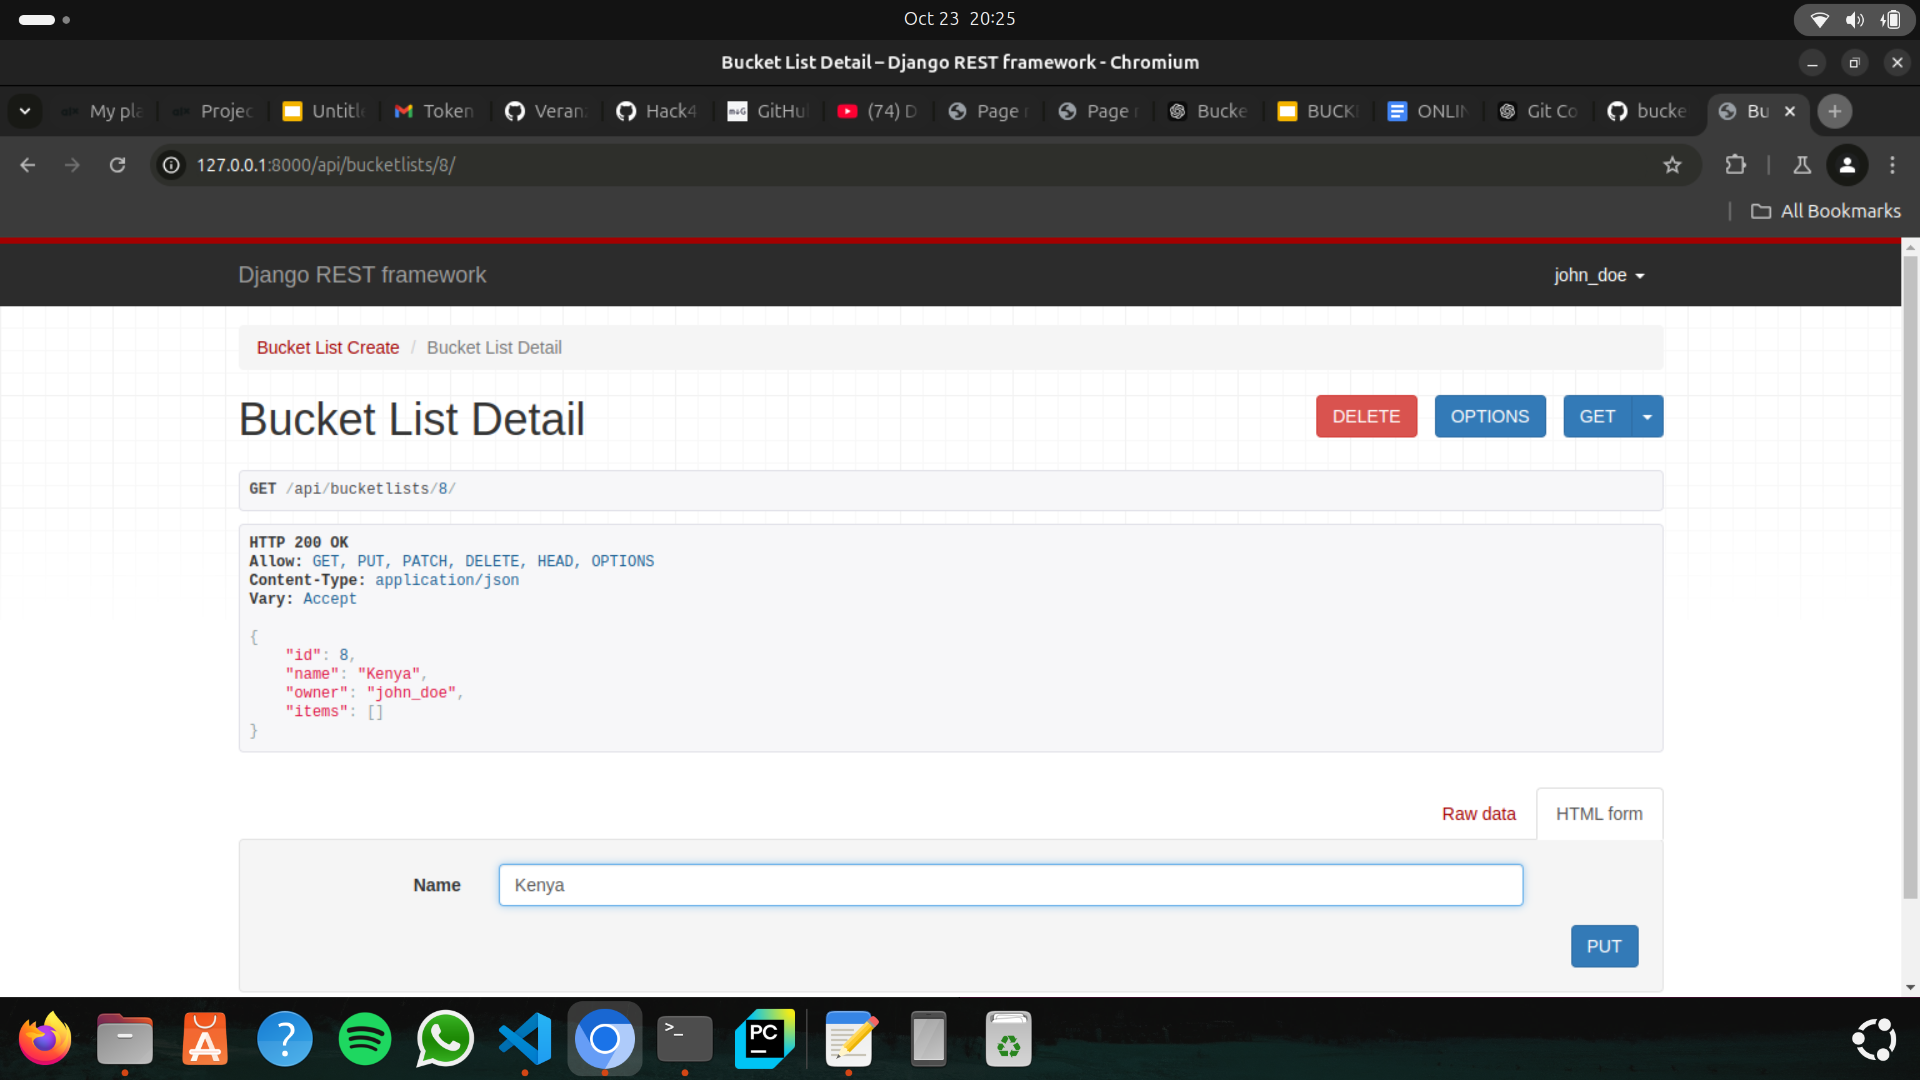 Oct 23 20:25
Bucket List Detail – Django REST framework - Chromium
My pla
Projec
Untitle
Token
Veran
Hack4
GitHu
(74) D
Page r
Page r
Bucke
BUCK
ONLIN
Git Co
bucke
Bu
127.0.0.1:8000/api/bucketlists/8/
All Bookmarks
Django REST framework
john_doe
Bucket List Create / Bucket List Detail
Bucket List Detail
DELETE
OPTIONS
GET
GET /api/bucketlists/8/
HTTP 200 OK
Allow: GET, PUT, PATCH, DELETE, HEAD, OPTIONS
Content-Type: application/json
Vary: Accept
{
"id": 8,
"name": "Kenya",
"owner": "john_doe",
"items": []
}
Raw data
HTML form
Name
Kenya
PUT
PC